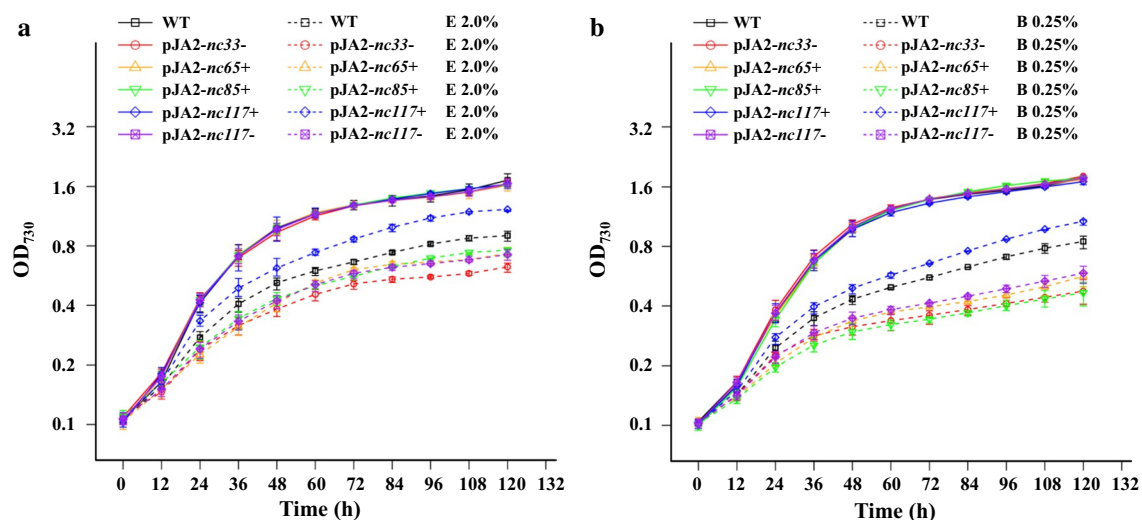 a
WT WT E 2.0%
pJA2-nc33- pJA2-nc33- E 2.0%
pJA2-nc65+ pJA2-nc65+ E 2.0%
pJA2-nc85+ pJA2-nc85+ E 2.0%
pJA2-nc117+ pJA2-nc117+ E 2.0%
pJA2-nc117- pJA2-nc117- E 2.0%
OD730
3.2
1.6
0.8
0.4
0.2
0.1
0 12 24 36 48 60 72 84 96 108 120 132
Time (h)
b
WT WT B 0.25%
pJA2-nc33- pJA2-nc33- B 0.25%
pJA2-nc65+ pJA2-nc65+ B 0.25%
pJA2-nc85+ pJA2-nc85+ B 0.25%
pJA2-nc117+ pJA2-nc117+ B 0.25%
pJA2-nc117- pJA2-nc117- B 0.25%
OD730
3.2
1.6
0.8
0.4
0.2
0.1
0 12 24 36 48 60 72 84 96 108 120 132
Time (h)